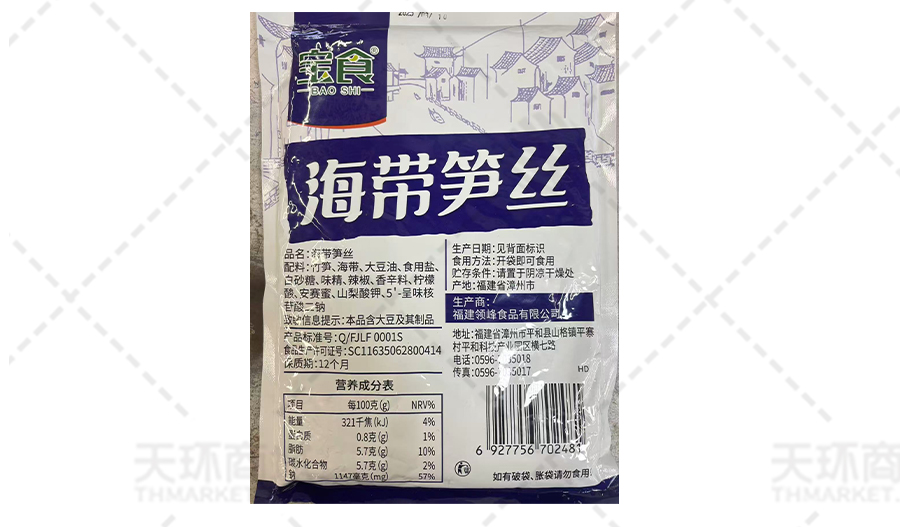 宝食®
BAO SHI
海带笋丝
品名:海带笋丝
配料:竹笋、海带、大豆油、食用盐、
白砂糖、味精、辣椒、香辛料、柠檬
酸、安赛蜜、山梨酸钾、5'-呈味核
苷酸二钠
致敏信息提示:本品含大豆及其制品
产品标准号:Q/FJLF 0001S
食品生产许可证号:SC11635062800414
保质期:12个月
营养成分表
项目 每100克(g) NRV%
能量 321千焦(kJ) 4%
蛋白质 0.8克(g) 1%
脂肪 5.7克(g) 10%
碳水化合物 5.7克(g) 2%
钠 1147毫克(mg) 57%
生产日期:见背面标识
食用方法:开袋即可食用
贮存条件:请置于阴凉干燥处
产地:福建省漳州市
生产商:
福建领峰食品有限公司
地址:福建省漳州市平和县山格镇平寨
村平和科技产业园区横七路
电话:0596-
传真:0596-
HD
6 927756 702481
如有破袋、胀袋请勿食用
天环商
THMARKET.
天环商
THMARKET.